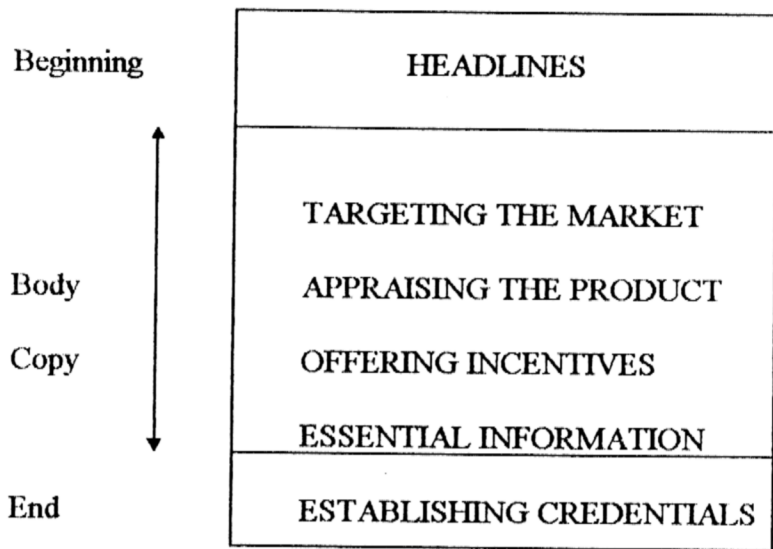 Beginning HEADLINES
TARGETING THE MARKET
Body APPRAISING THE PRODUCT
Copy OFFERING INCENTIVES
ESSENTIAL INFORMATION
End ESTABLISHING CREDENTIALS